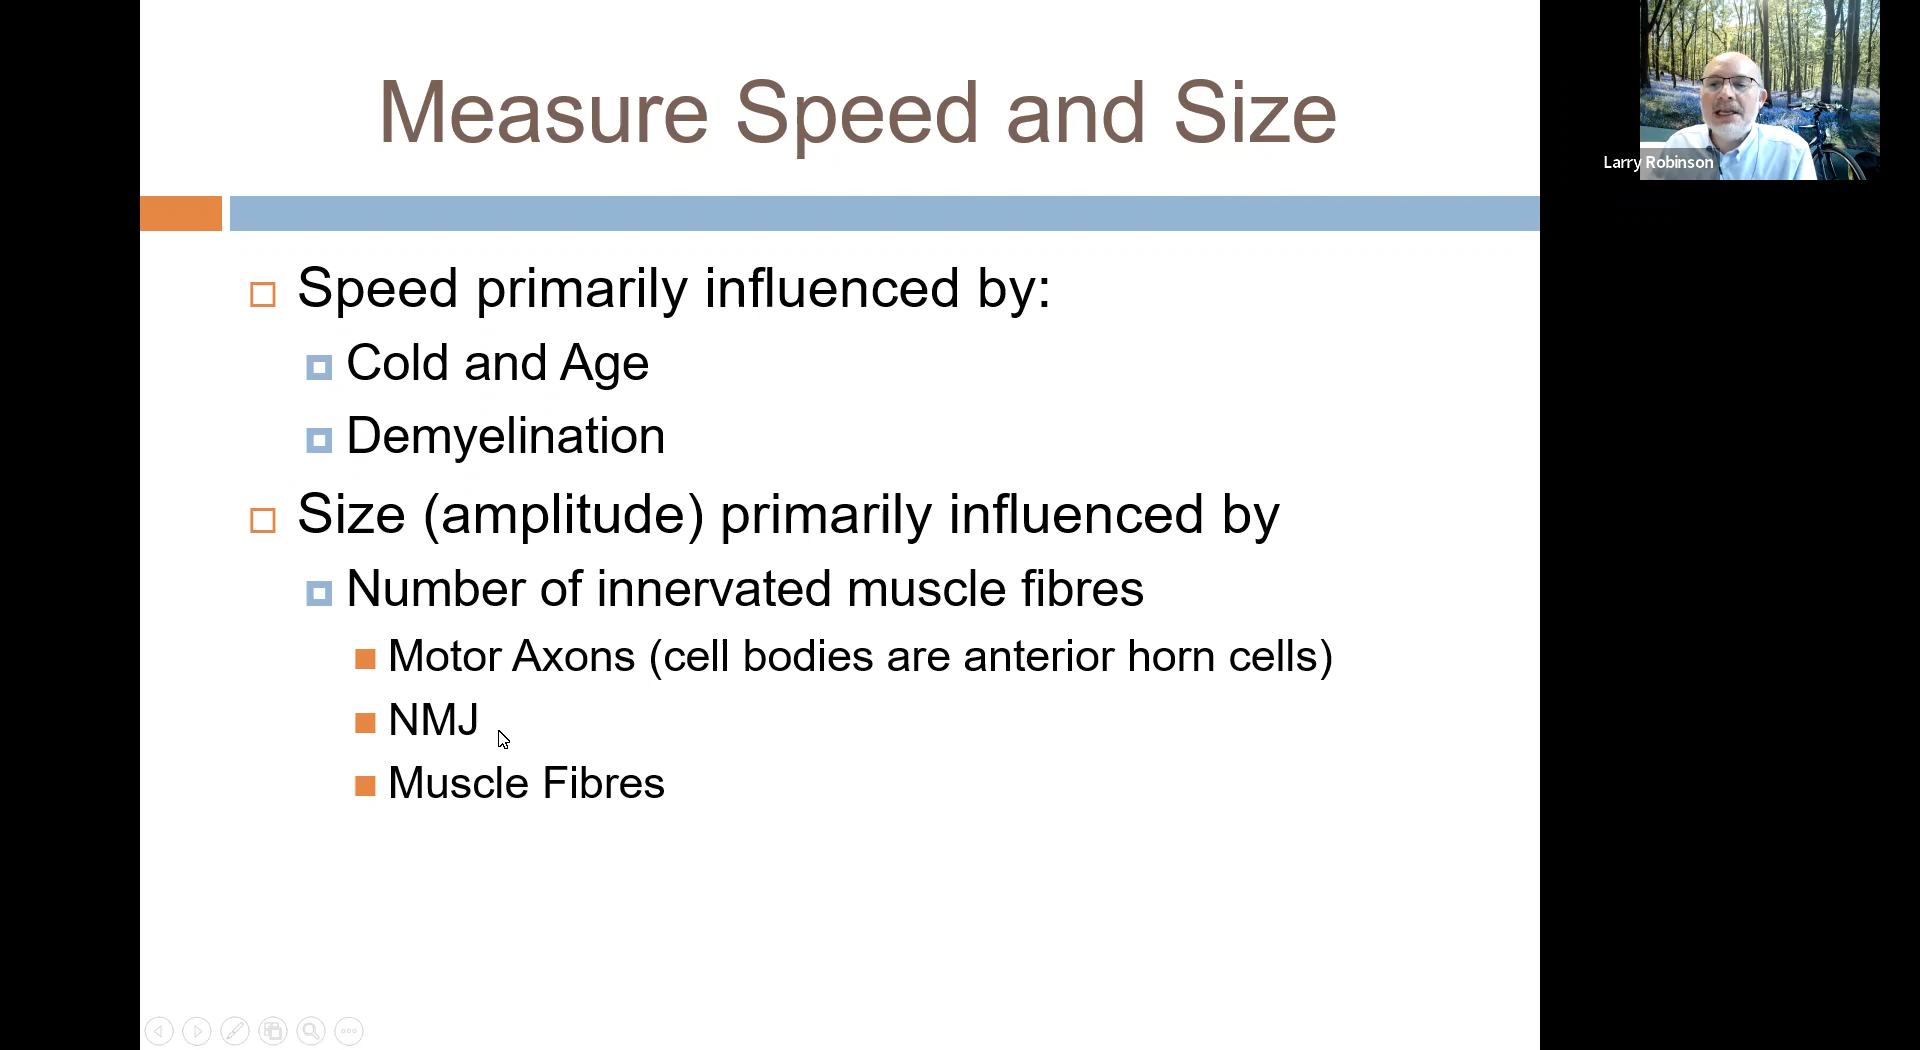 Measure Speed and Size
Larry Robinson
Speed primarily influenced by:
Cold and Age
Demyelination
Size (amplitude) primarily influenced by
Number of innervated muscle fibres
Motor Axons (cell bodies are anterior horn cells)
NMJ
Muscle Fibres